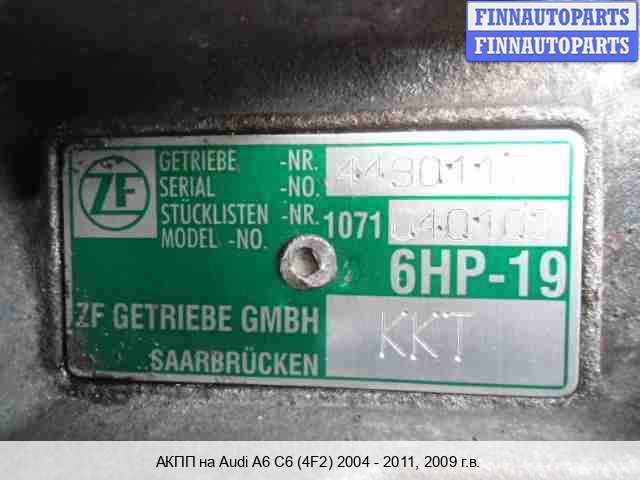 FINNAUTOPARTS
FINNAUTOPARTS
ZF
GETRIEBE -NR.
SERIAL -NO.
STÜCKLISTEN -NR. 1071
MODEL -NO.
6HP-19
ZF GETRIEBE GMBH
SAARBRÜCKEN
KKT
АКПП на Audi A6 C6 (4F2) 2004 - 2011, 2009 г.в.